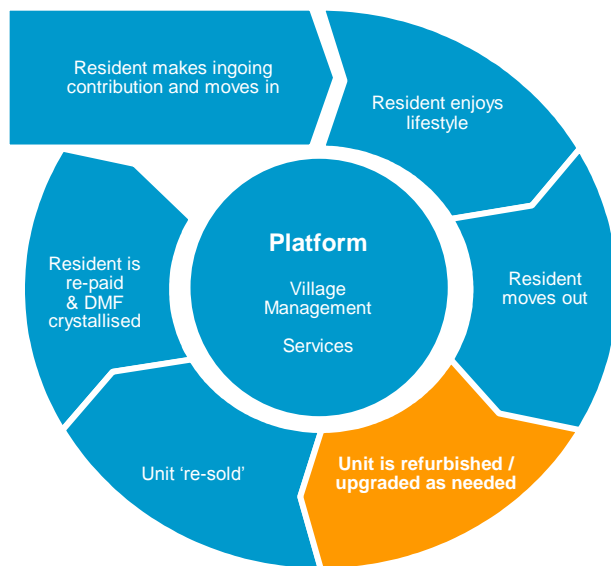 Resident makes ingoing
contribution and moves in
Resident enjoys
lifestyle
Resident
moves out
Unit is refurbished /
upgraded as needed
Unit ‘re-sold’
Resident is
re-paid
& DMF
crystallised
Platform
Village
Management
Services